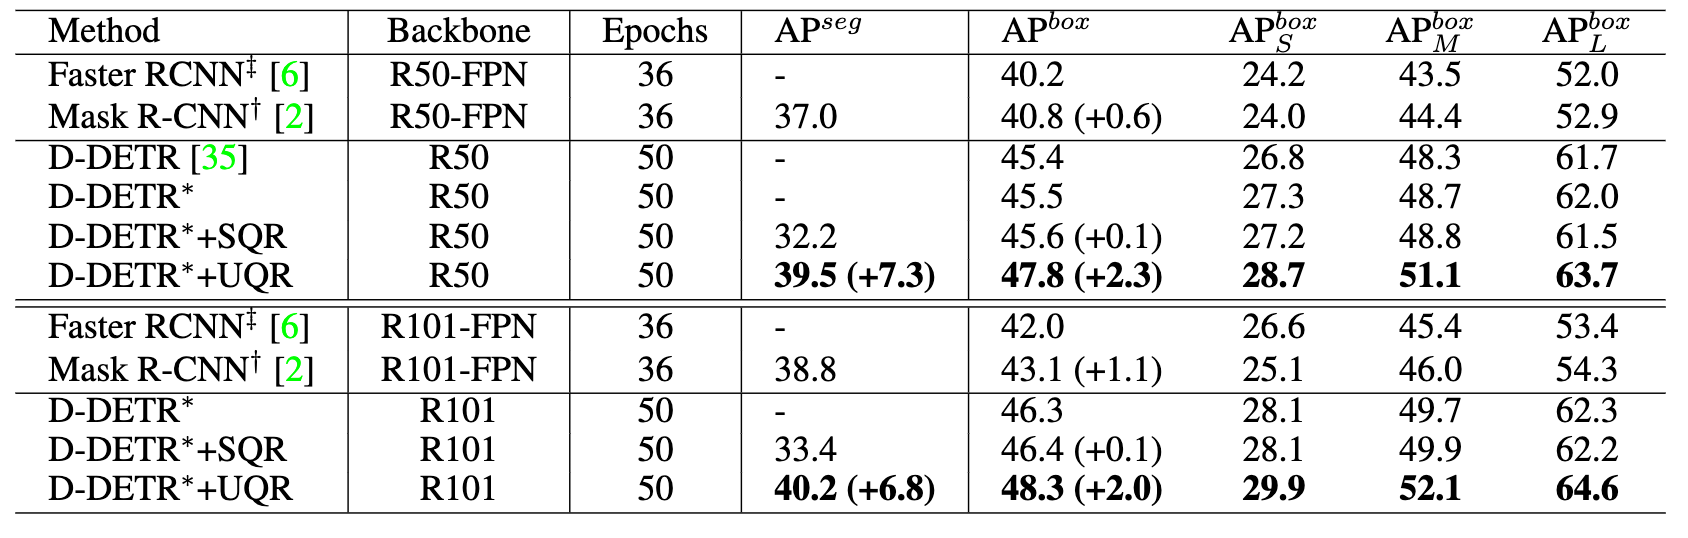 Method Backbone Epochs AP^seg AP^box AP_S^box AP_M^box AP_L^box
Faster RCNN‡ [6] R50-FPN 36 - 40.2 24.2 43.5 52.0
Mask R-CNN† [2] R50-FPN 36 37.0 40.8 (+0.6) 24.0 44.4 52.9
D-DETR [35] R50 50 - 45.4 26.8 48.3 61.7
D-DETR* R50 50 - 45.5 27.3 48.7 62.0
D-DETR*+SQR R50 50 32.2 45.6 (+0.1) 27.2 48.8 61.5
D-DETR*+UQR R50 50 39.5 (+7.3) 47.8 (+2.3) 28.7 51.1 63.7
Faster RCNN‡ [6] R101-FPN 36 - 42.0 26.6 45.4 53.4
Mask R-CNN† [2] R101-FPN 36 38.8 43.1 (+1.1) 25.1 46.0 54.3
D-DETR* R101 50 - 46.3 28.1 49.7 62.3
D-DETR*+SQR R101 50 33.4 46.4 (+0.1) 28.1 49.9 62.2
D-DETR*+UQR R101 50 40.2 (+6.8) 48.3 (+2.0) 29.9 52.1 64.6